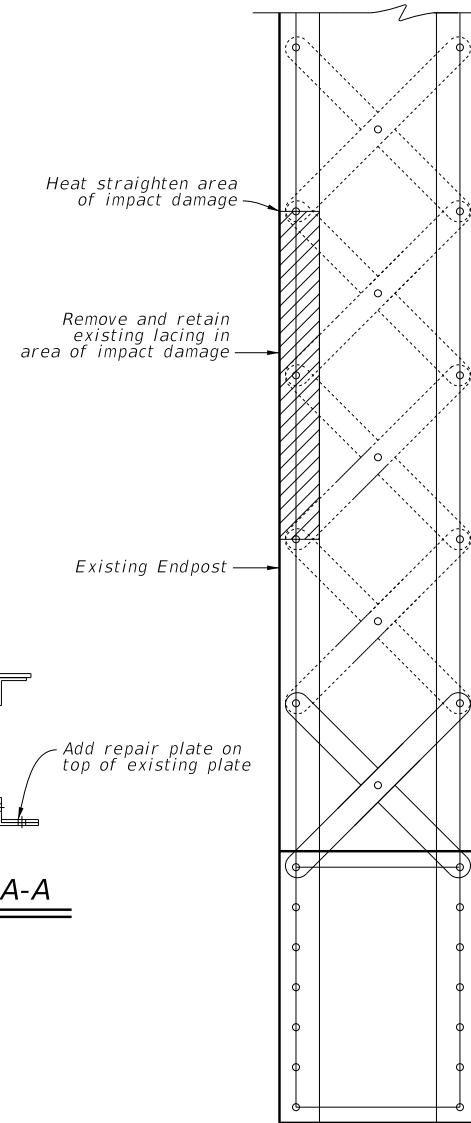 Heat straighten area
of impact damage
Remove and retain
existing lacing in
area of impact damage
Existing Endpost
Add repair plate on
top of existing plate
A-A